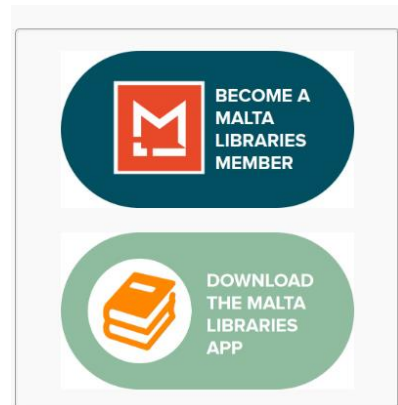 BECOME A
MALTA
LIBRARIES
MEMBER
DOWNLOAD
THE MALTA
LIBRARIES
APP